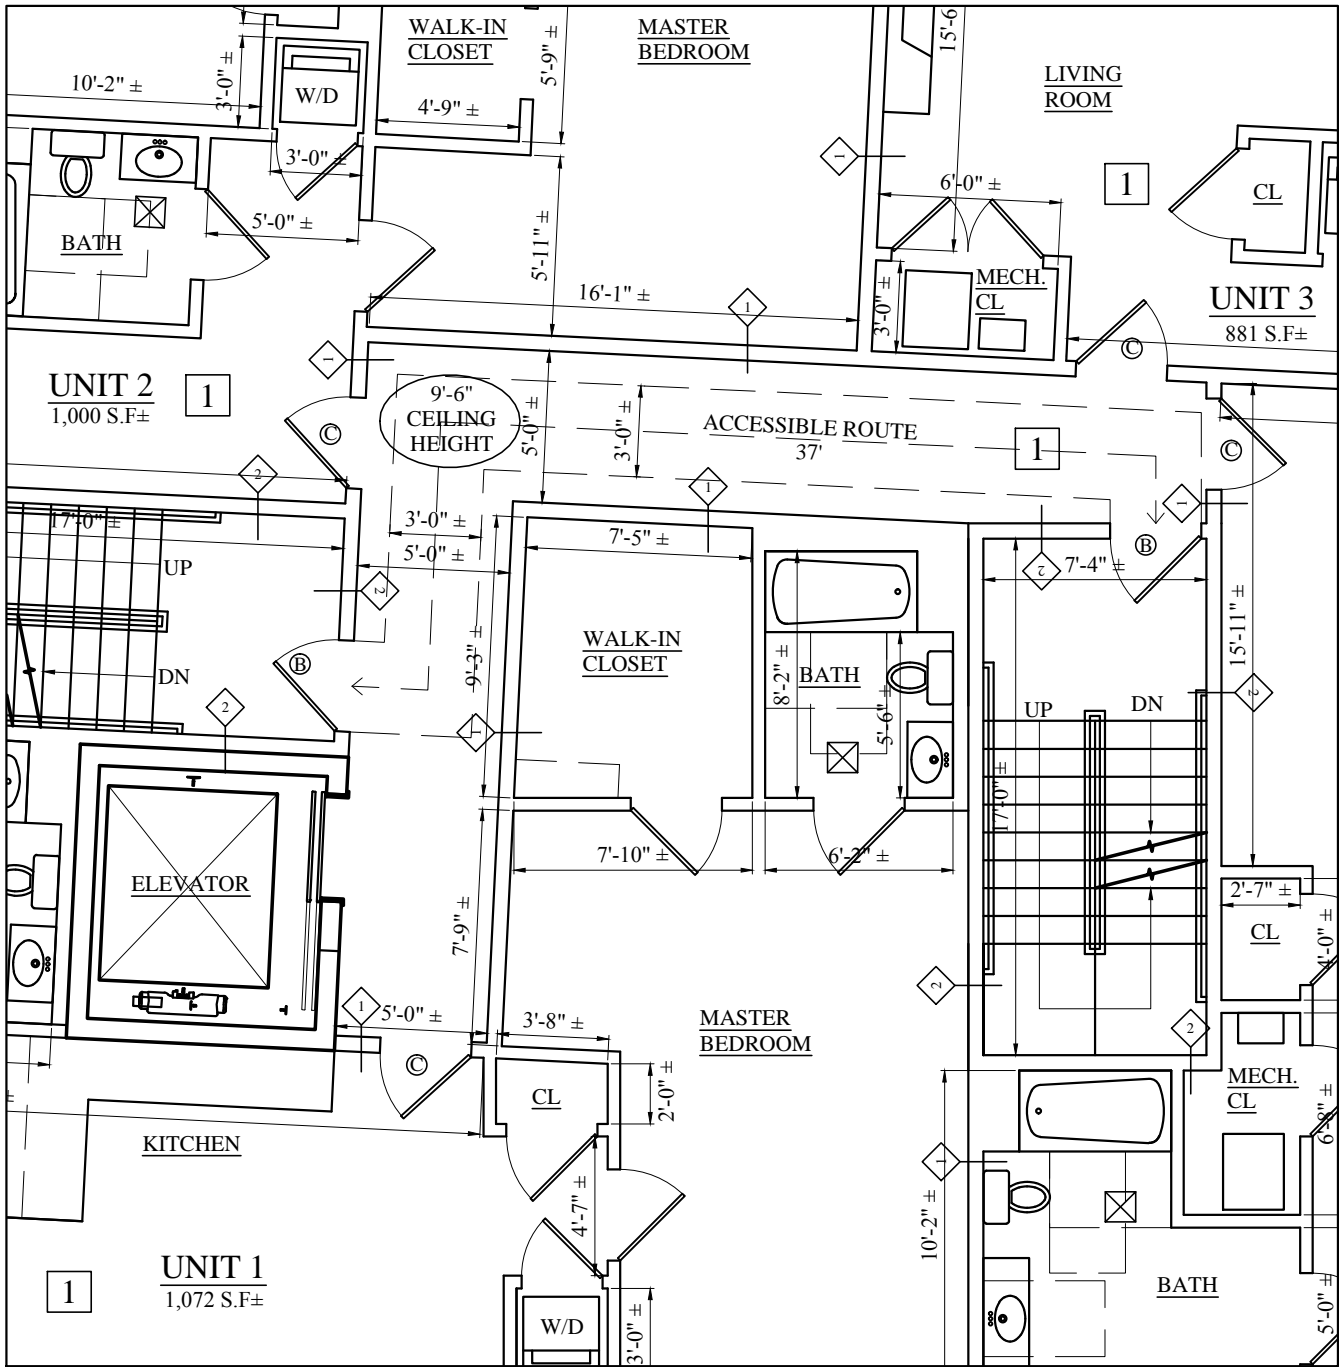 WALK-IN
CLOSET
MASTER
BEDROOM
15'-6
5'-9" ±
3'-0" ±
10'-2" ±
W/D
4'-9" ±
LIVING
ROOM
3'-0" ±
1
6'-0" ±
1
CL
5'-0" ±
BATH
5'-11" ±
16'-1" ±
1
MECH.
CL
3'-0" ±
UNIT 3
881 S.F±
1
C
UNIT 2
1,000 S.F±
1
9'-6"
CEILING
HEIGHT
5'-0" ±
3'-0" ±
ACCESSIBLE ROUTE
37'
1
C
C
2
1
1
17'-0" ±
3'-0" ±
5'-0" ±
7'-5" ±
2
7'-4" ±
B
UP
2
15'-11" ±
WALK-IN
CLOSET
9'-3" ±
8'-2" ±
BATH
5'-6" ±
B
DN
2
1
UP
DN
2
17'-0" ±
7'-10" ±
6'-2" ±
ELEVATOR
2'-7" ±
CL
4'-0" ±
7'-9" ±
2
1
5'-0" ±
3'-8" ±
MASTER
BEDROOM
2
C
CL
2'-0" ±
MECH.
CL
6'-8" ±
KITCHEN
1
4'-7" ±
10'-2" ±
UNIT 1
1,072 S.F±
1
BATH
W/D
3'-0" ±
5'-0" ±